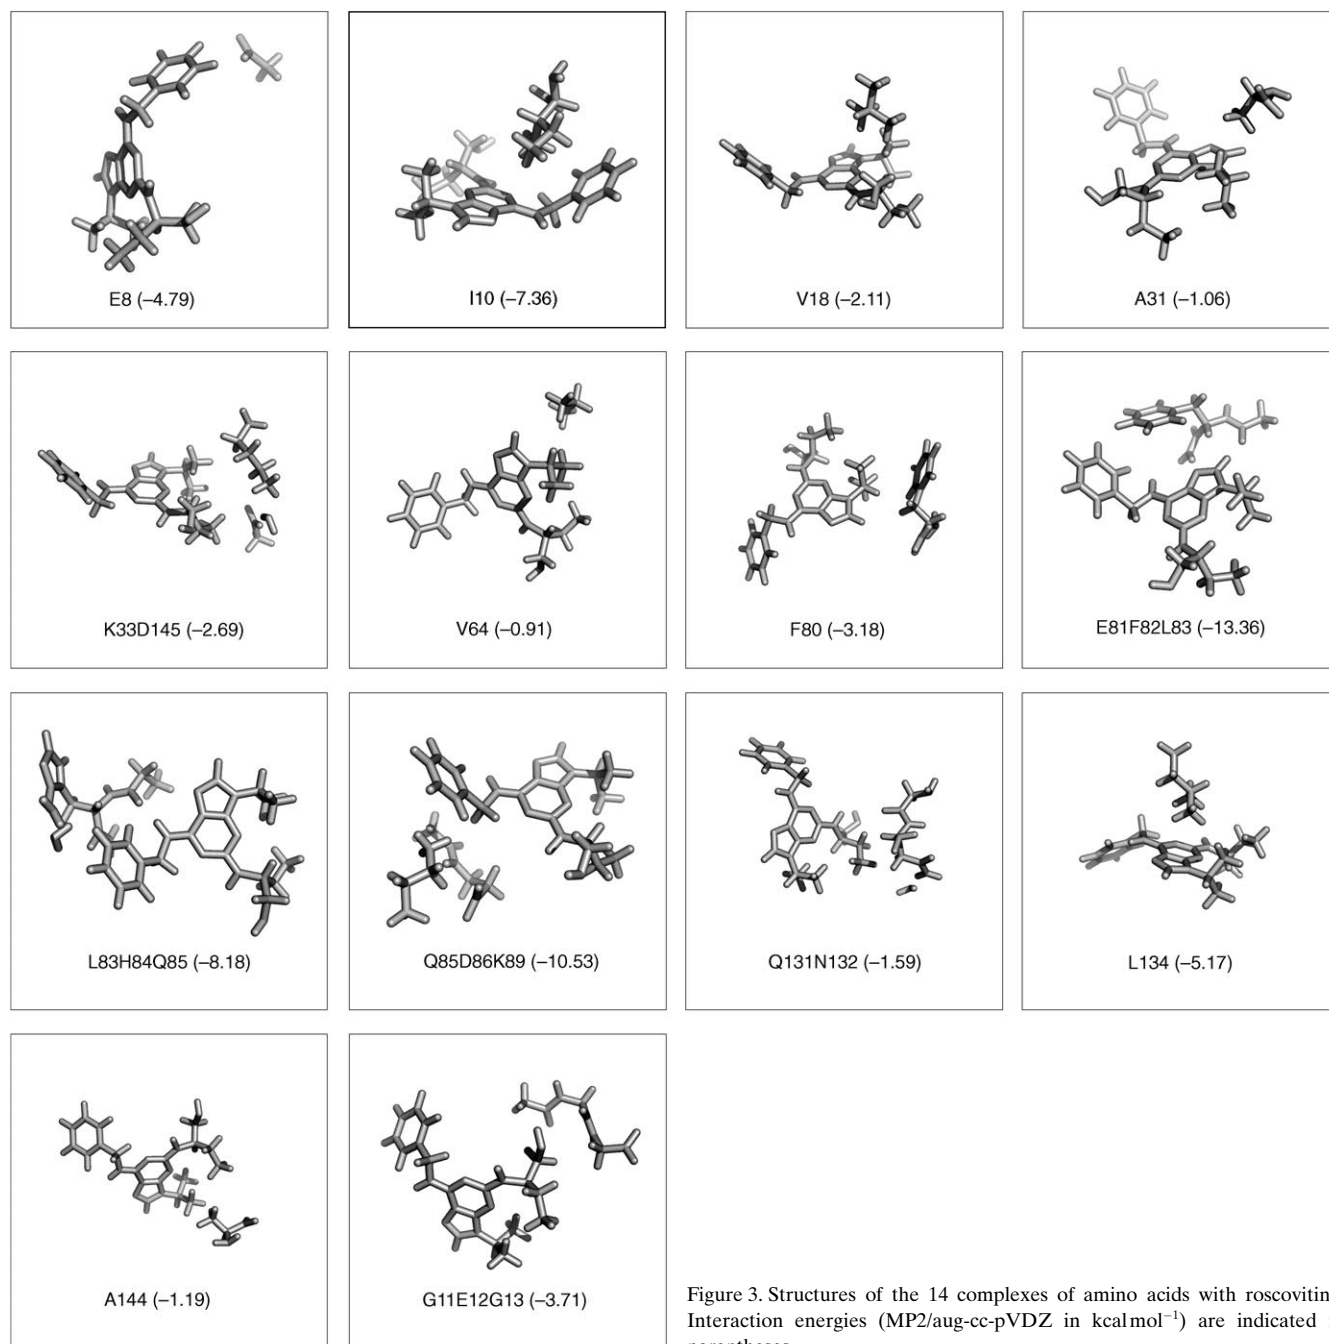 E8 (–4.79)
I10 (–7.36)
V18 (–2.11)
A31 (–1.06)
K33D145 (–2.69)
V64 (–0.91)
F80 (–3.18)
E81F82L83 (–13.36)
L83H84Q85 (–8.18)
Q85D86K89 (–10.53)
Q131N132 (–1.59)
L134 (–5.17)
A144 (–1.19)
G11E12G13 (–3.71)
Figure 3. Structures of the 14 complexes of amino acids with roscovitin
Interaction energies (MP2/aug-cc-pVDZ in kcal mol⁻¹) are indicated